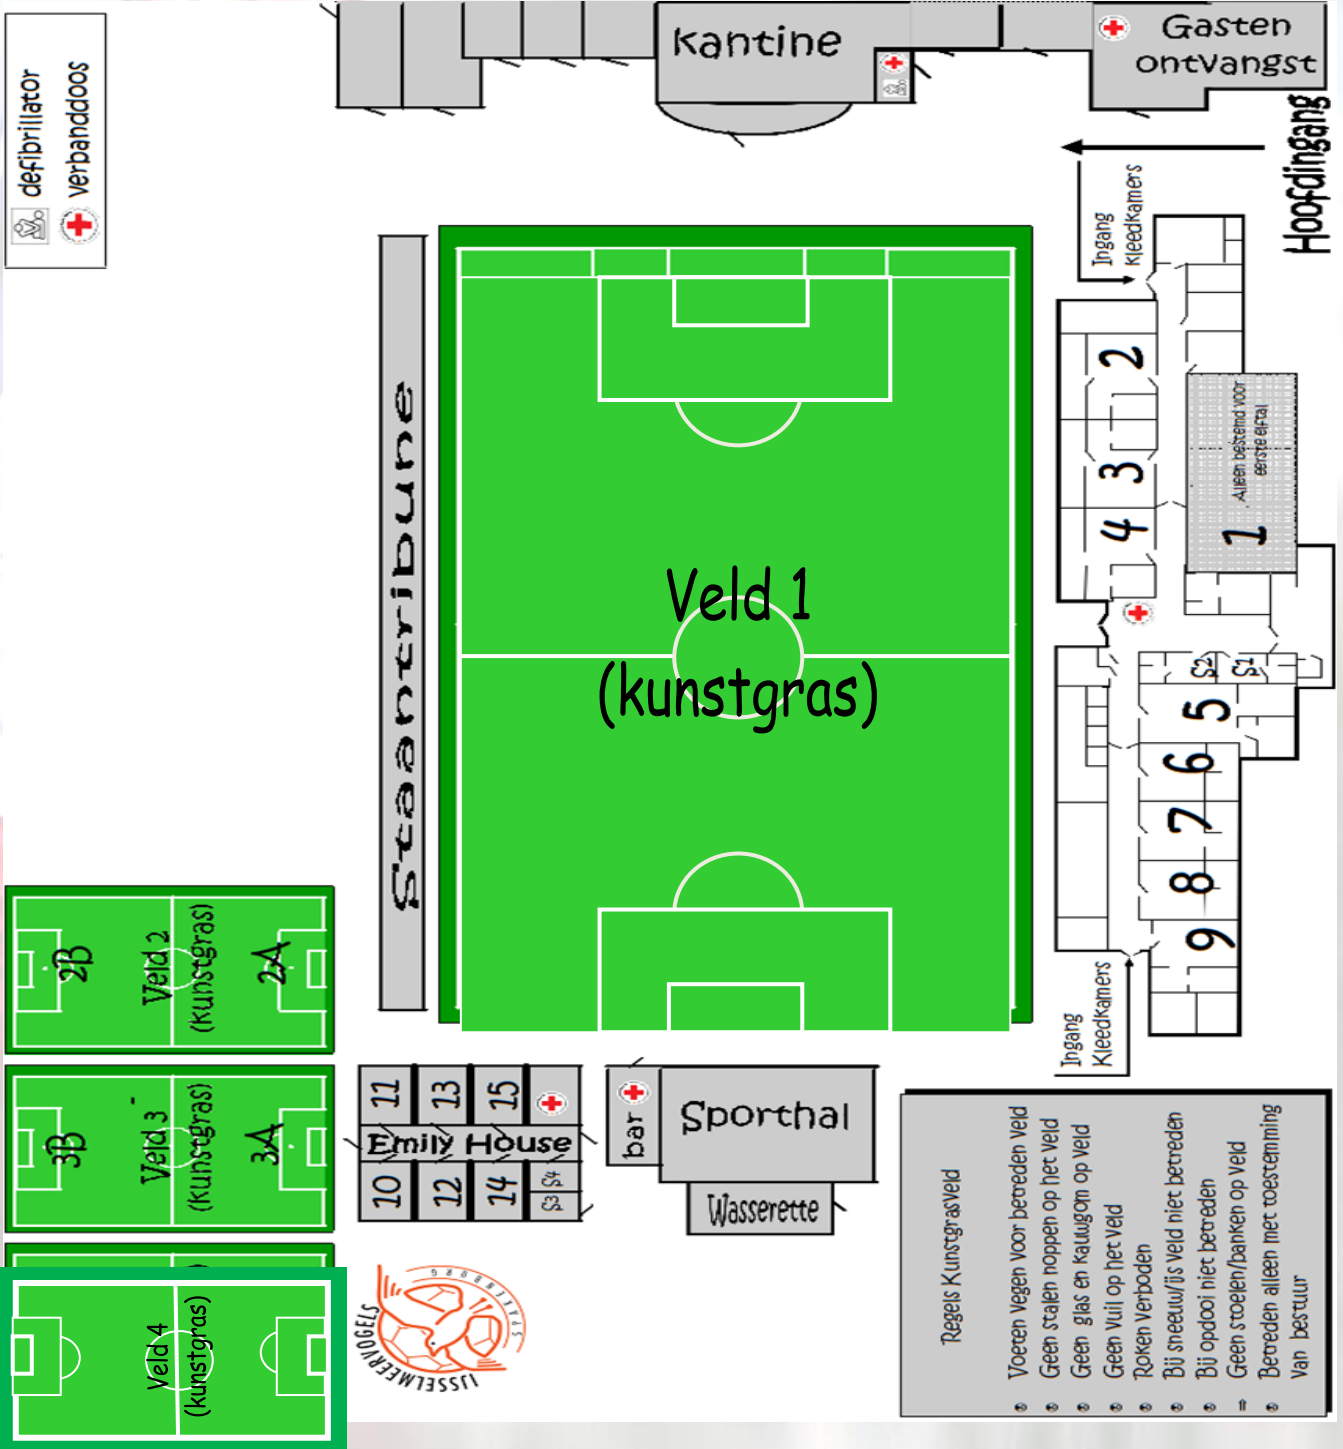 defibrillator
verbanddoos
Kantine
Gasten
ontvangst
Hoofdingang
Ingang
Kleedkamers
Staantribune
Veld 1
(kunstgras)
2
3
4
1
Alleen bestemd voor
eerste elftal
S2
S1
5
6
7
8
9
Ingang
Kleedkamers
2B
Veld 2
(kunstgras)
2A
3B
Veld 3
(kunstgras)
3A
Veld 4
(kunstgras)
11
13
15
Emily House
10
12
14
S3
S4
bar
Sporthal
Wasserette
IJSSELMEERVOGELS
SPAKENBURG
Regels Kunstgrasveld
Voeten vegen voor betreden veld
Geen stalen noppen op het veld
Geen glas en kauwgom op veld
Geen vuil op het veld
Roken verboden
Bij sneeuw/ijs veld niet betreden
Bij opdooi niet betreden
Geen stoelen/banken op veld
Betreden alleen met toestemming
van bestuur